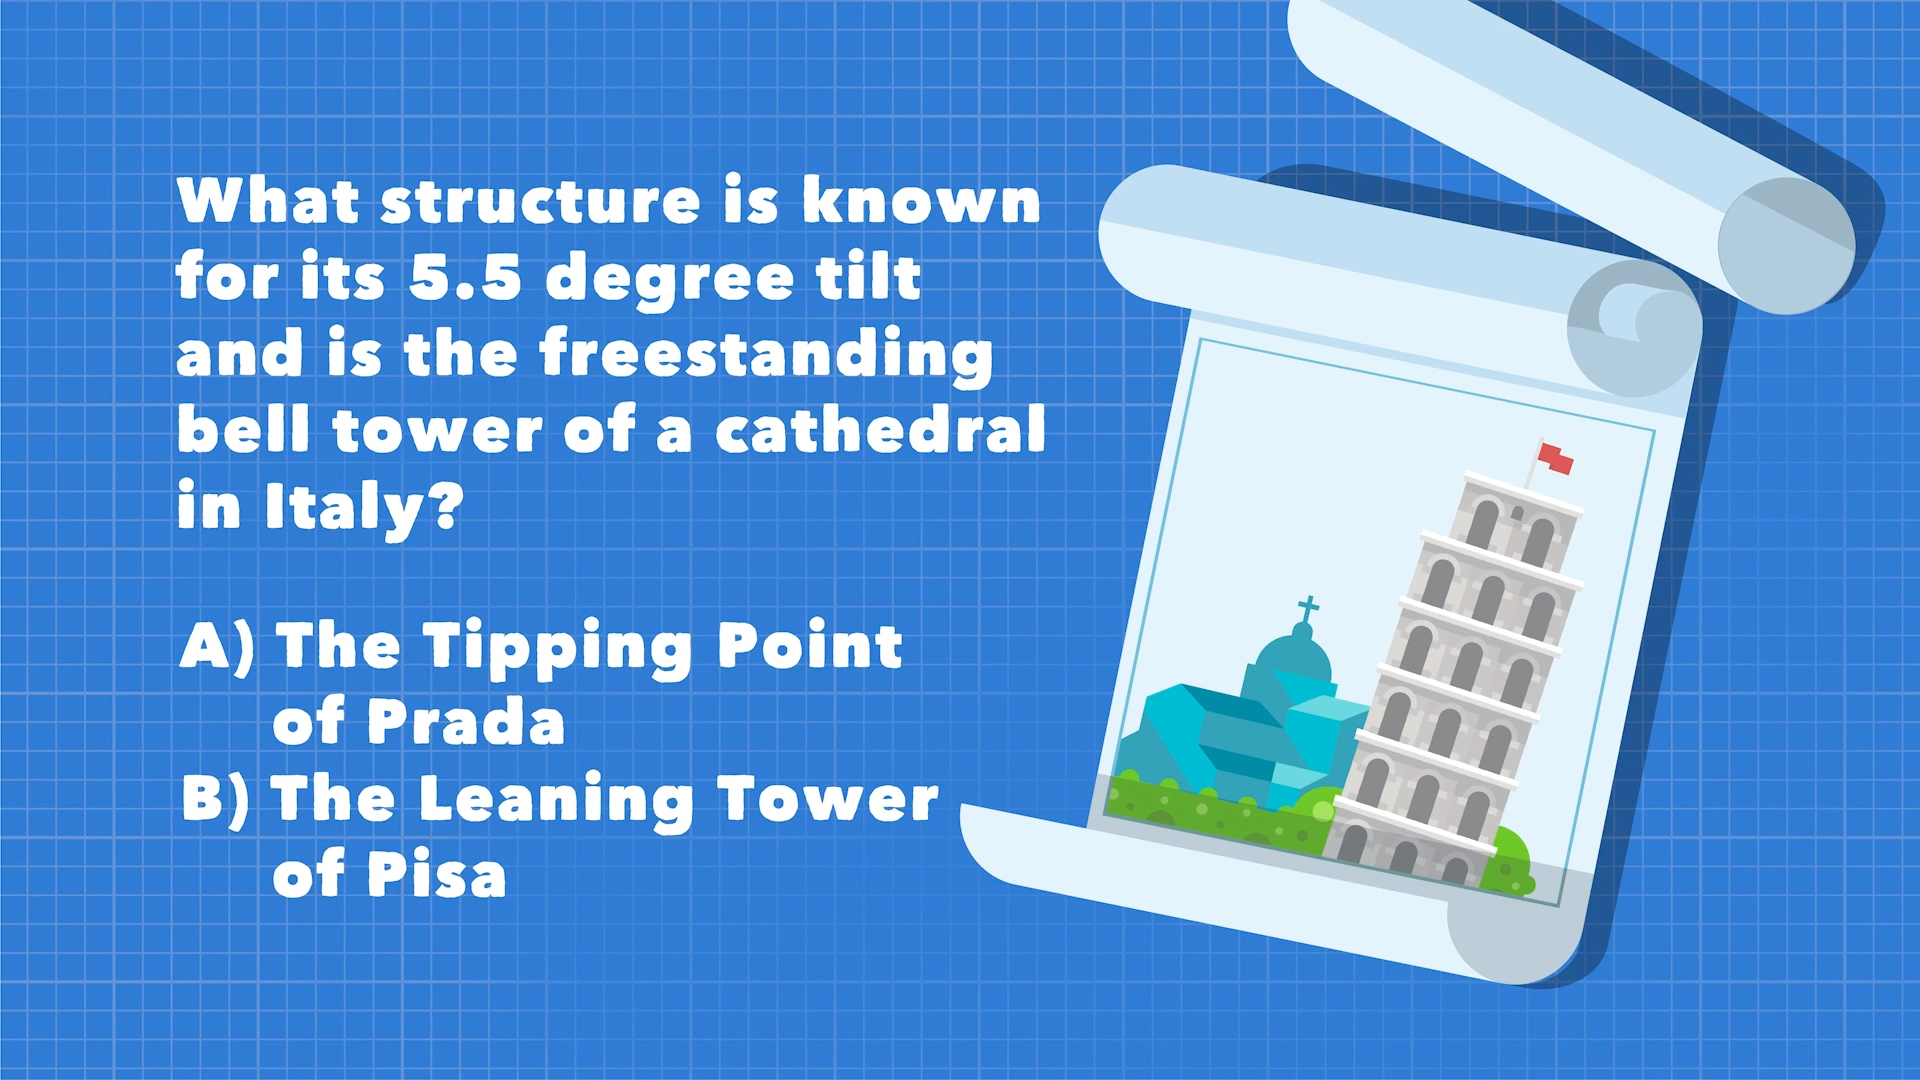 What structure is known
for its 5.5 degree tilt
and is the freestanding
bell tower of a cathedral
in Italy?
A) The Tipping Point
of Prada
B) The Leaning Tower
of Pisa